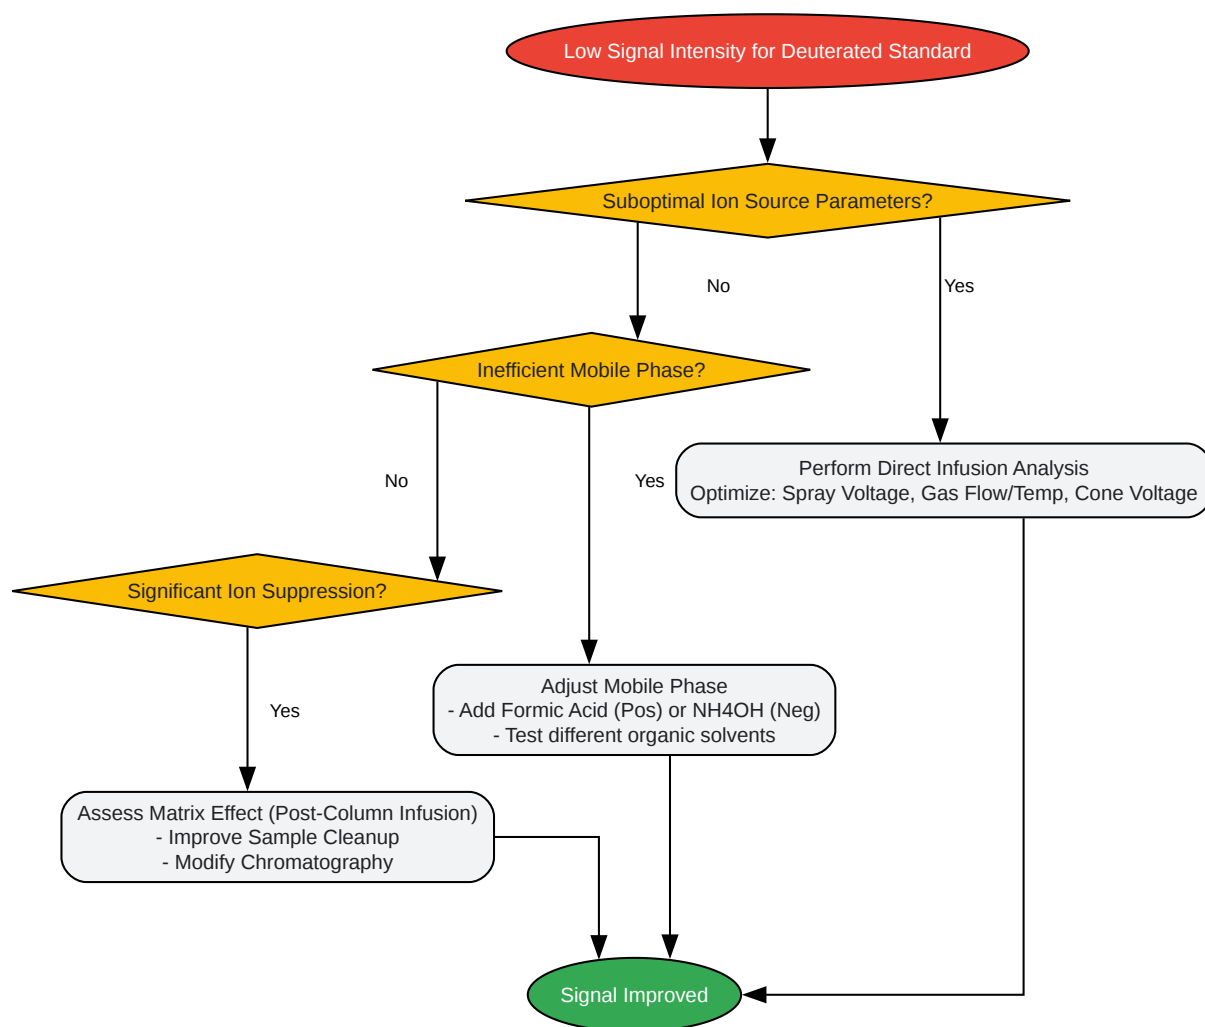 Low Signal Intensity for Deuterated Standard
Suboptimal Ion Source Parameters?
No
Yes
Inefficient Mobile Phase?
No
Yes
Perform Direct Infusion Analysis
Optimize: Spray Voltage, Gas Flow/Temp, Cone Voltage
Significant Ion Suppression?
Yes
Adjust Mobile Phase
- Add Formic Acid (Pos) or NH4OH (Neg)
- Test different organic solvents
Assess Matrix Effect (Post-Column Infusion)
- Improve Sample Cleanup
- Modify Chromatography
Signal Improved